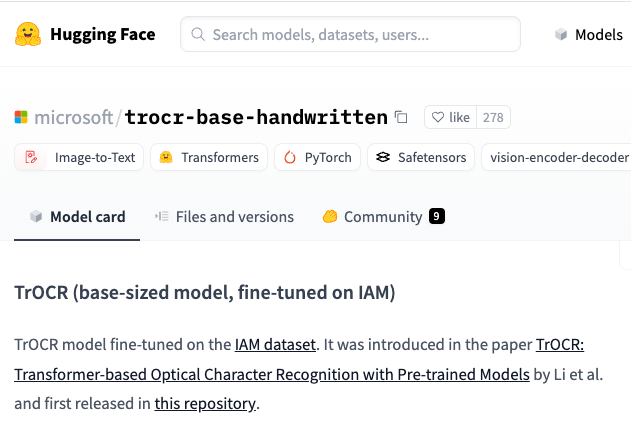 Hugging Face
Search models, datasets, users...
Models
microsoft/trocr-base-handwritten
like 278
Image-to-Text
Transformers
PyTorch
Safetensors
vision-encoder-decoder
Model card
Files and versions
Community 9
TrOCR (base-sized model, fine-tuned on IAM)
TrOCR model fine-tuned on the IAM dataset. It was introduced in the paper TrOCR:
Transformer-based Optical Character Recognition with Pre-trained Models by Li et al.
and first released in this repository.